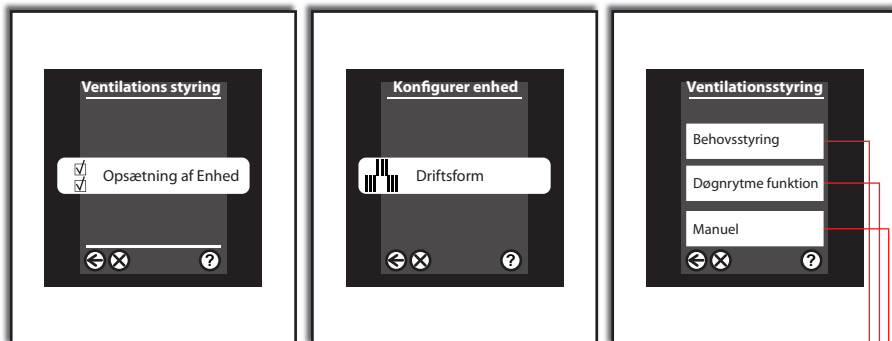 Ventilations styring
Opsætning af Enhed
?
Konfigurer enhed
Driftsform
?
Ventilationsstyring
Behovsstyring
Døgnrytme funktion
Manuel
?